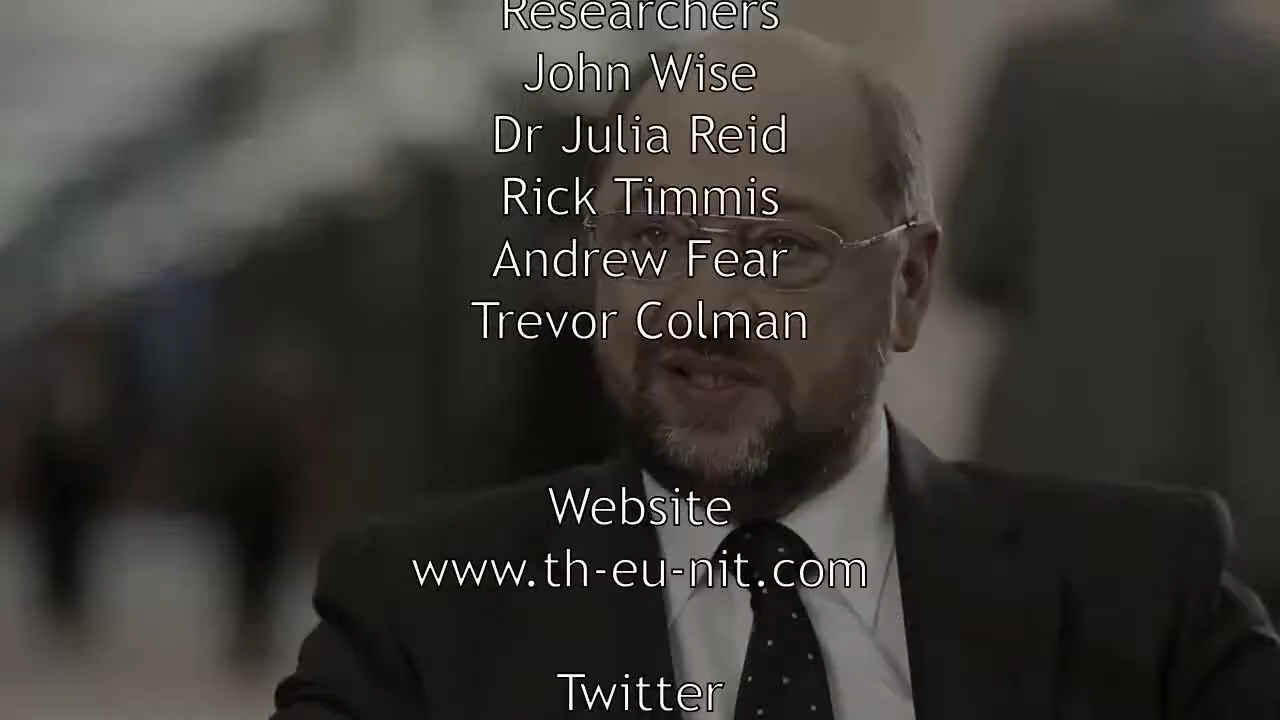 Researchers
John Wise
Dr Julia Reid
Rick Timmis
Andrew Fear
Trevor Colman
Website
www.th-eu-nit.com
Twitter